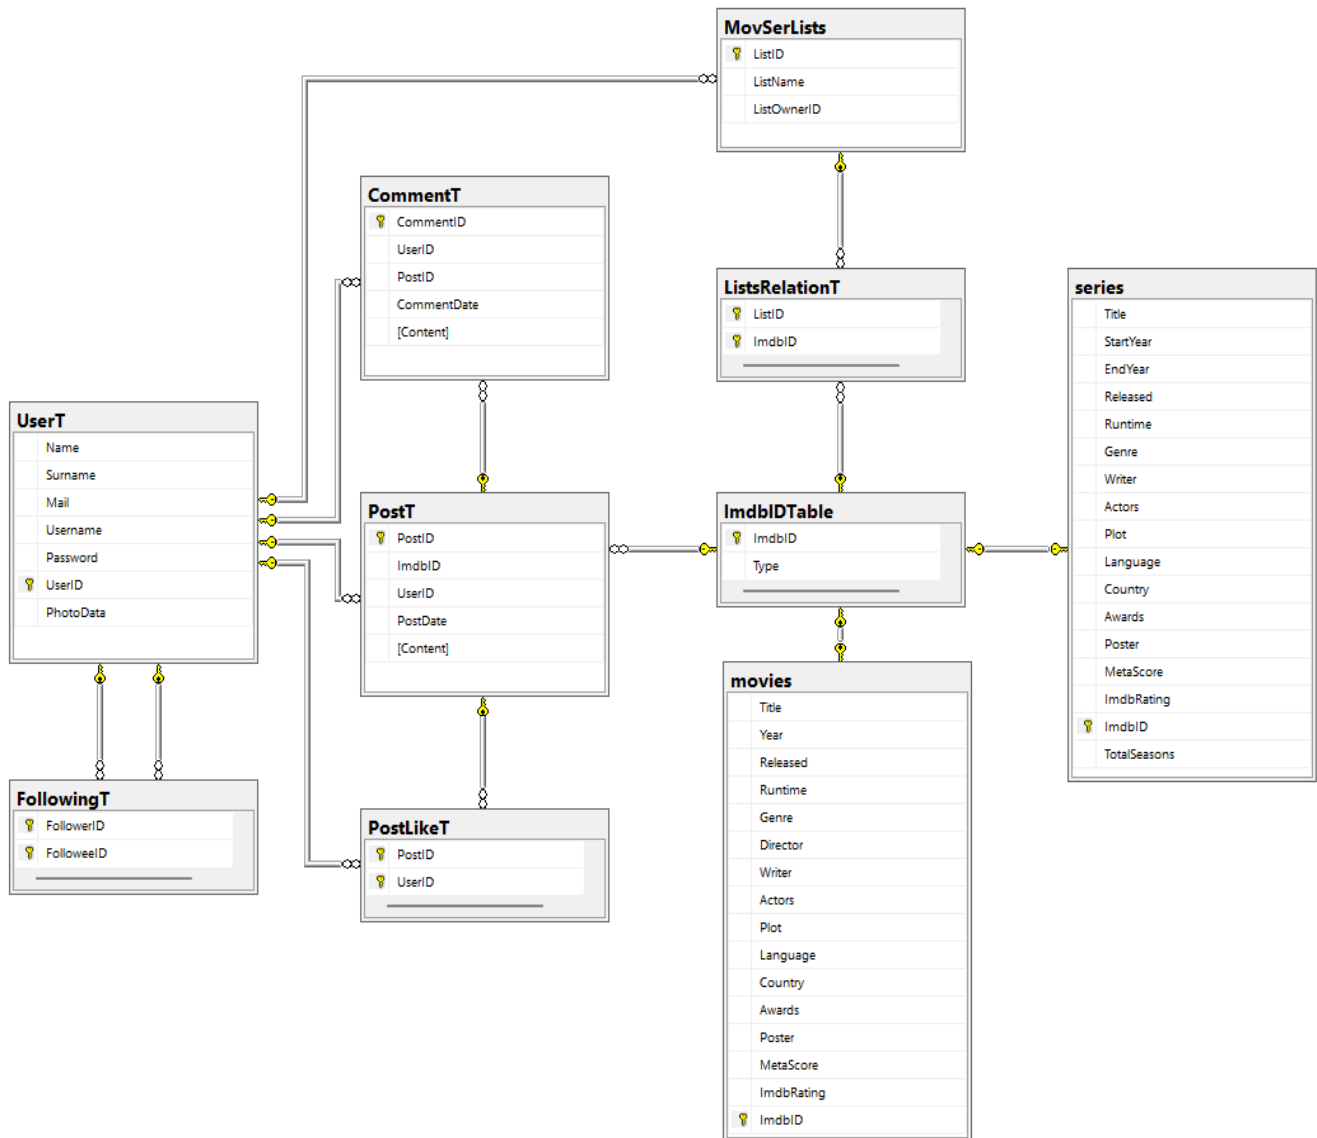 MovSerLists
ListID
ListName
ListOwnerID
CommentT
CommentID
UserID
PostID
CommentDate
[Content]
ListsRelationT
ListID
ImdbID
series
Title
StartYear
EndYear
Released
Runtime
Genre
Writer
Actors
Plot
Language
Country
Awards
Poster
MetaScore
ImdbRating
ImdbID
TotalSeasons
UserT
Name
Surname
Mail
Username
Password
UserID
PhotoData
PostT
PostID
ImdbID
UserID
PostDate
[Content]
ImdbIDTable
ImdbID
Type
movies
Title
Year
Released
Runtime
Genre
Director
Writer
Actors
Plot
Language
Country
Awards
Poster
MetaScore
ImdbRating
ImdbID
FollowingT
FollowerID
FolloweeID
PostLikeT
PostID
UserID